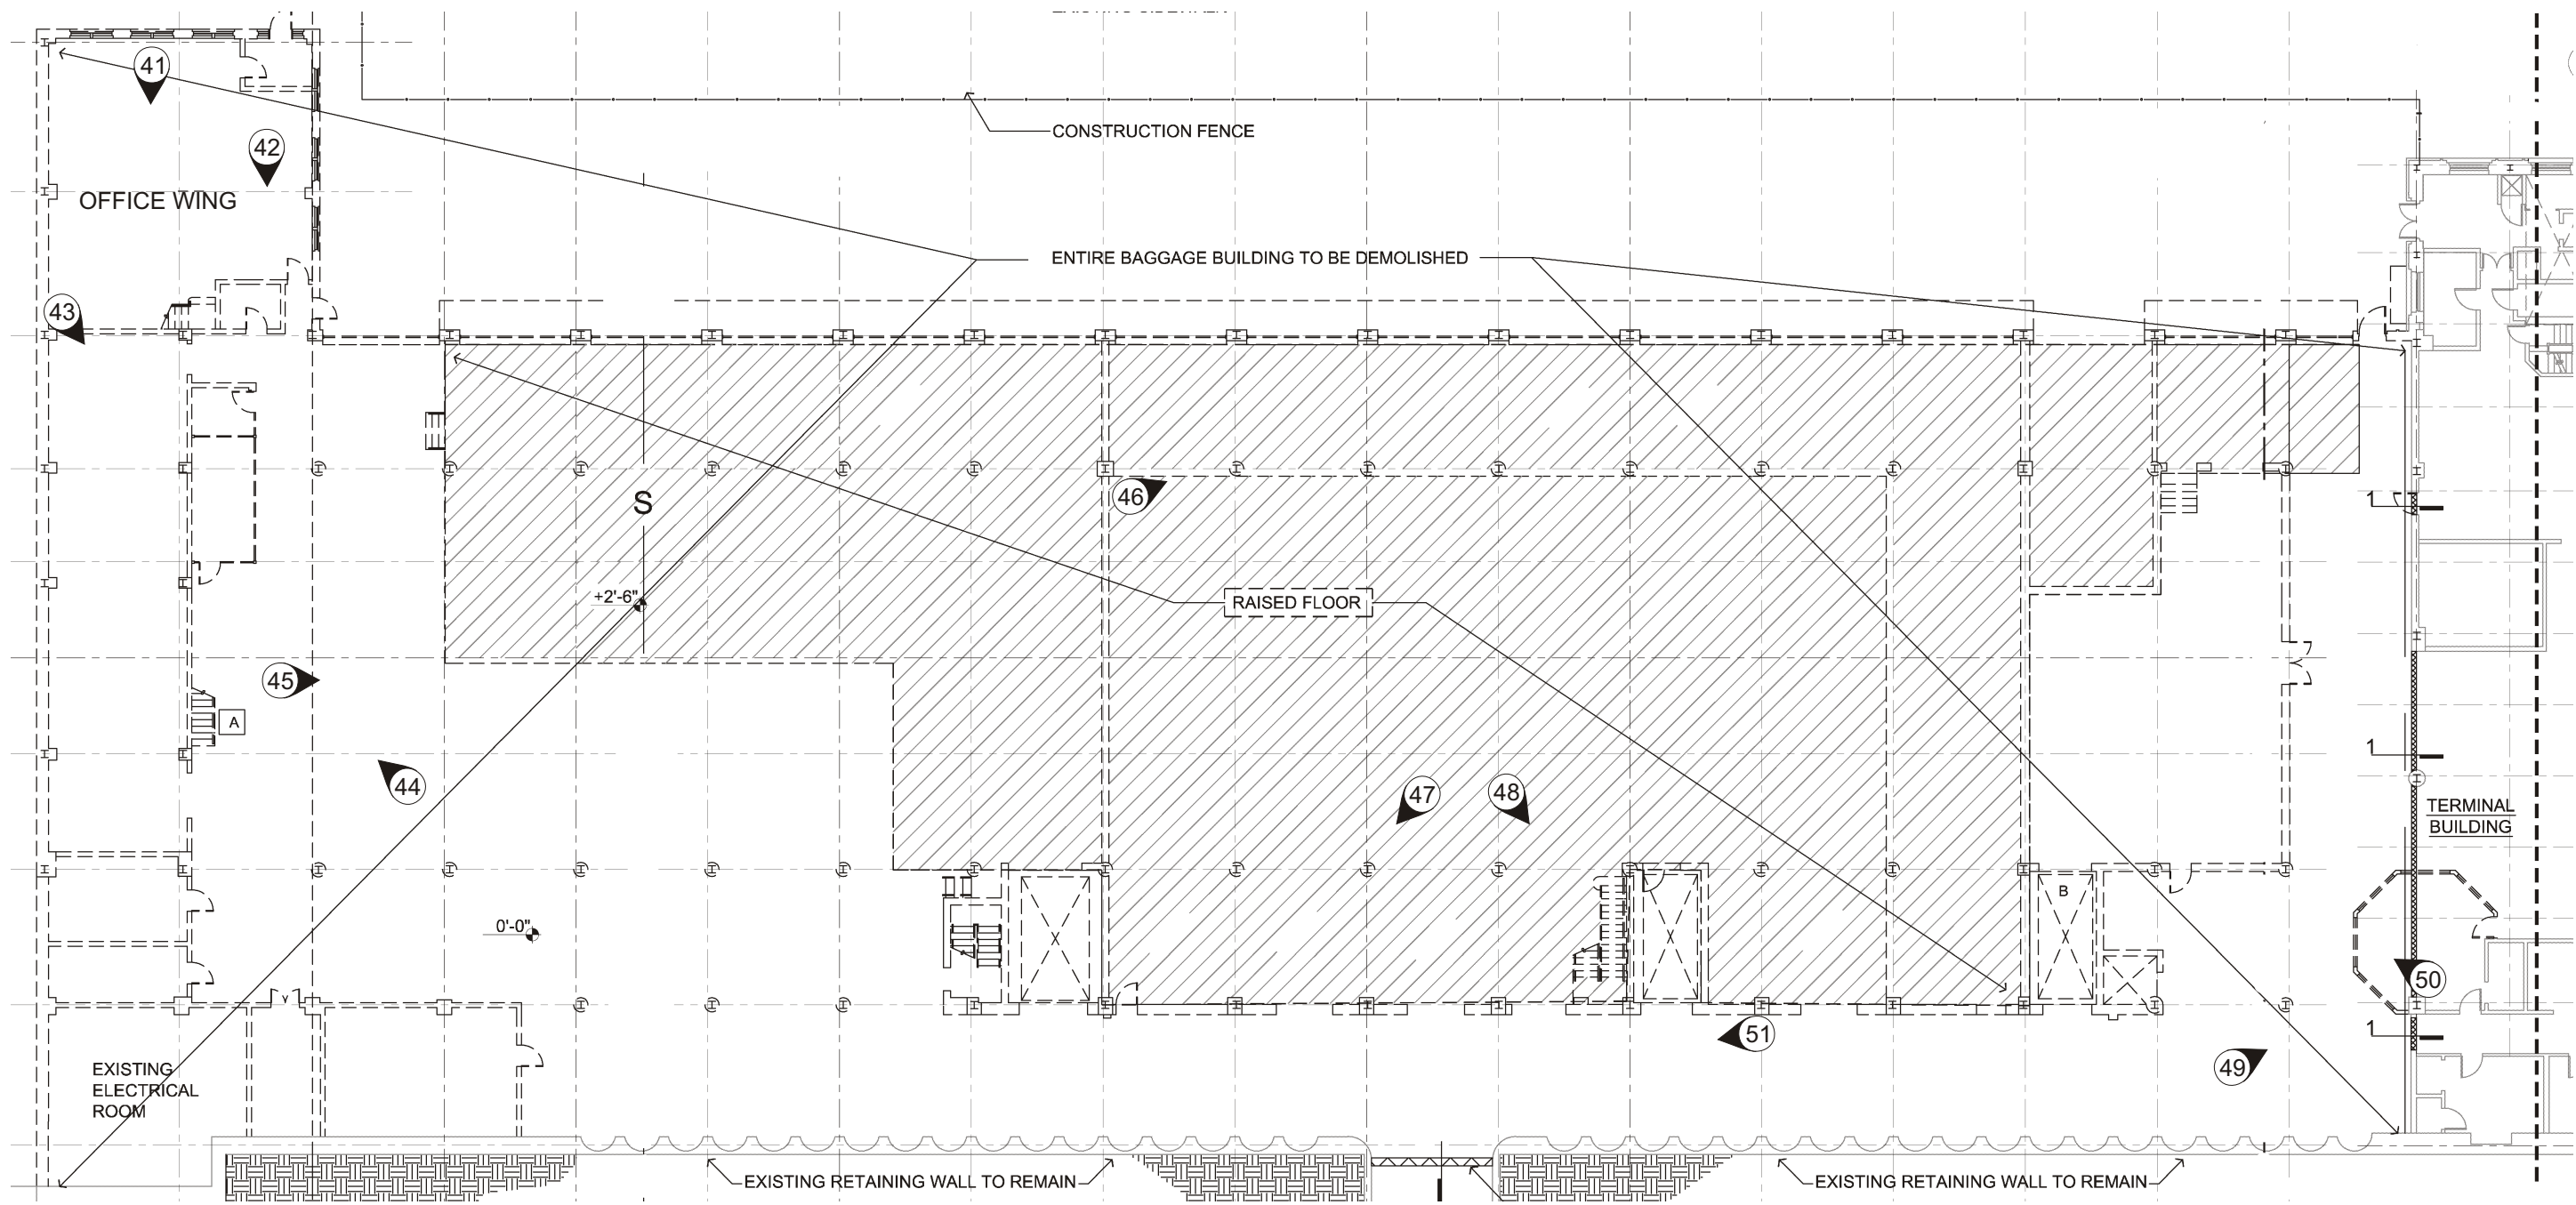 41
CONSTRUCTION FENCE
42
OFFICE WING
ENTIRE BAGGAGE BUILDING TO BE DEMOLISHED
43
46
S
1
+2'-6"
RAISED FLOOR
45
A
1
44
47
48
TERMINAL
BUILDING
B
0'-0"
50
51
1
49
EXISTING
ELECTRICAL
ROOM
EXISTING RETAINING WALL TO REMAIN
EXISTING RETAINING WALL TO REMAIN